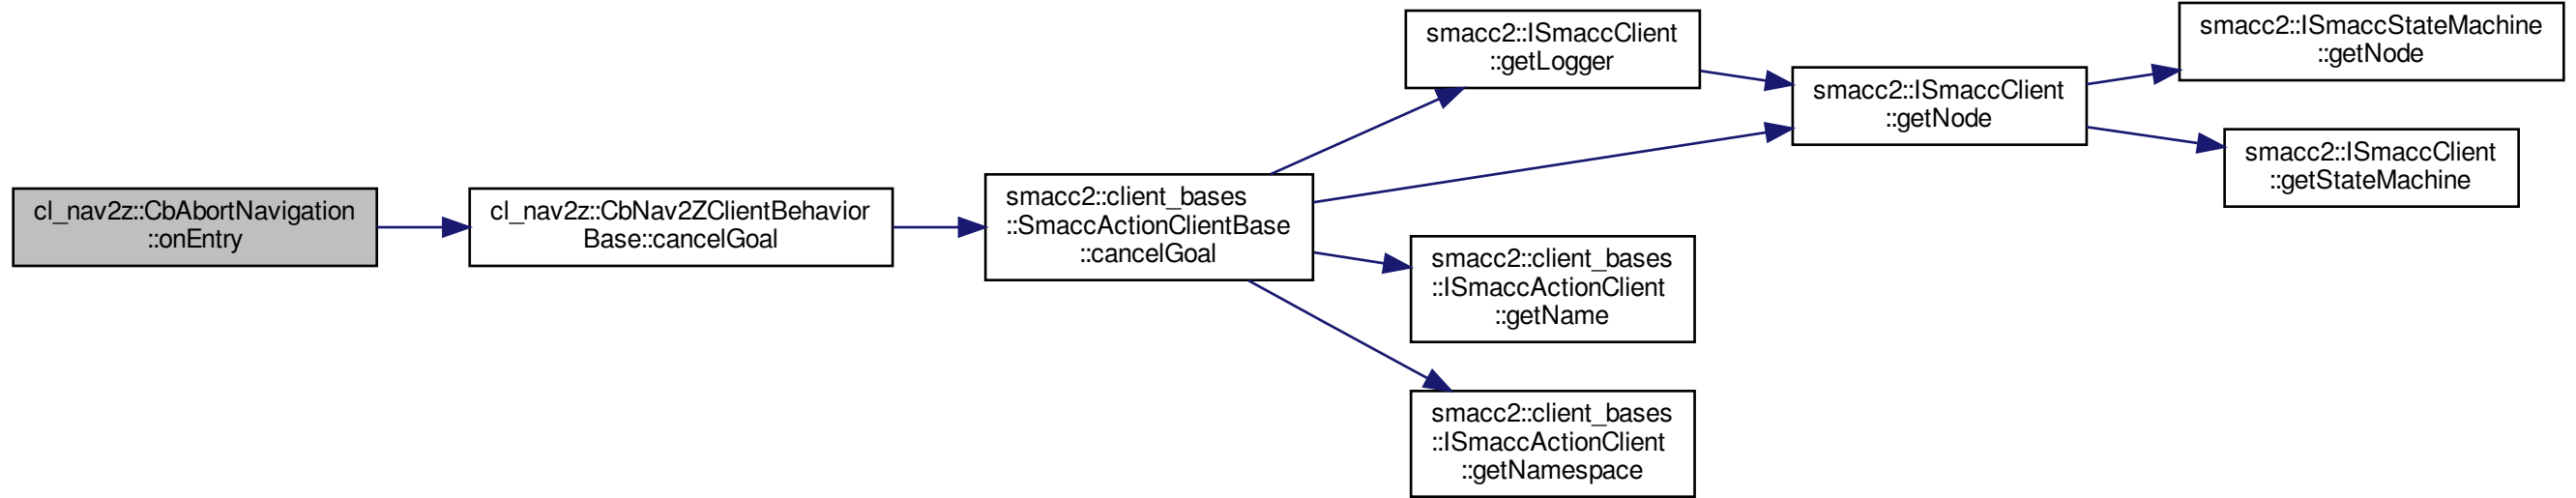 cl_nav2z::CbAbortNavigation
::onEntry
cl_nav2z::CbNav2ZClientBehavior
Base::cancelGoal
smacc2::client_bases
::SmaccActionClientBase
::cancelGoal
smacc2::ISmaccClient
::getLogger
smacc2::ISmaccClient
::getNode
smacc2::ISmaccStateMachine
::getNode
smacc2::ISmaccClient
::getStateMachine
smacc2::client_bases
::ISmaccActionClient
::getName
smacc2::client_bases
::ISmaccActionClient
::getNamespace